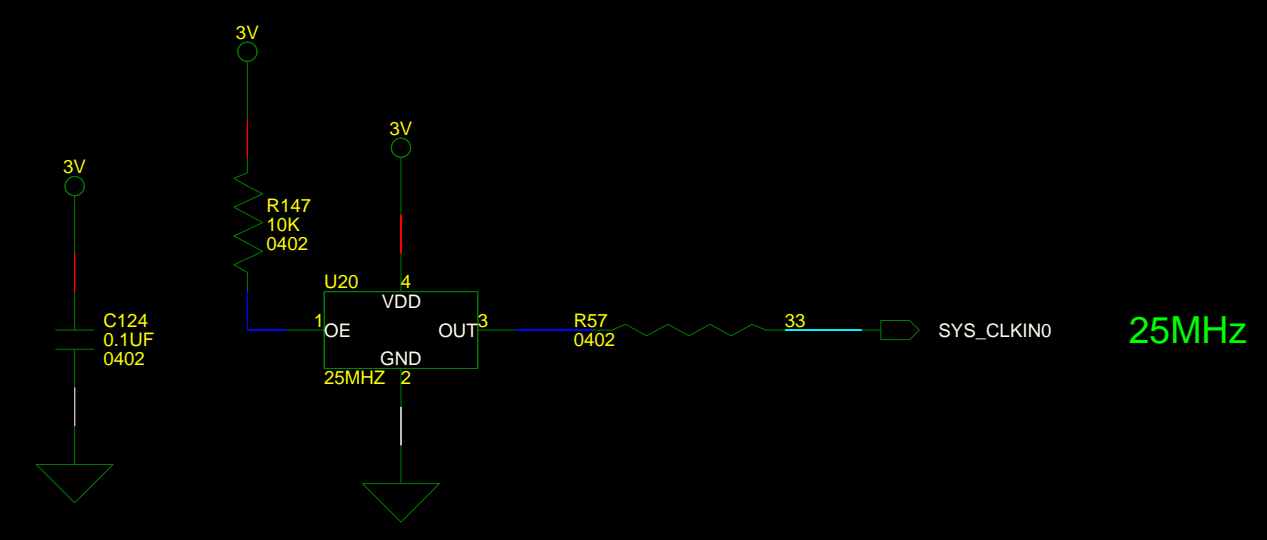 3V
3V
3V
R147
10K
0402
U20
4
VDD
1
OE
OUT
3
GND
25MHZ
2
C124
0.1UF
0402
R57
0402
33
SYS_CLKIN0
25MHz